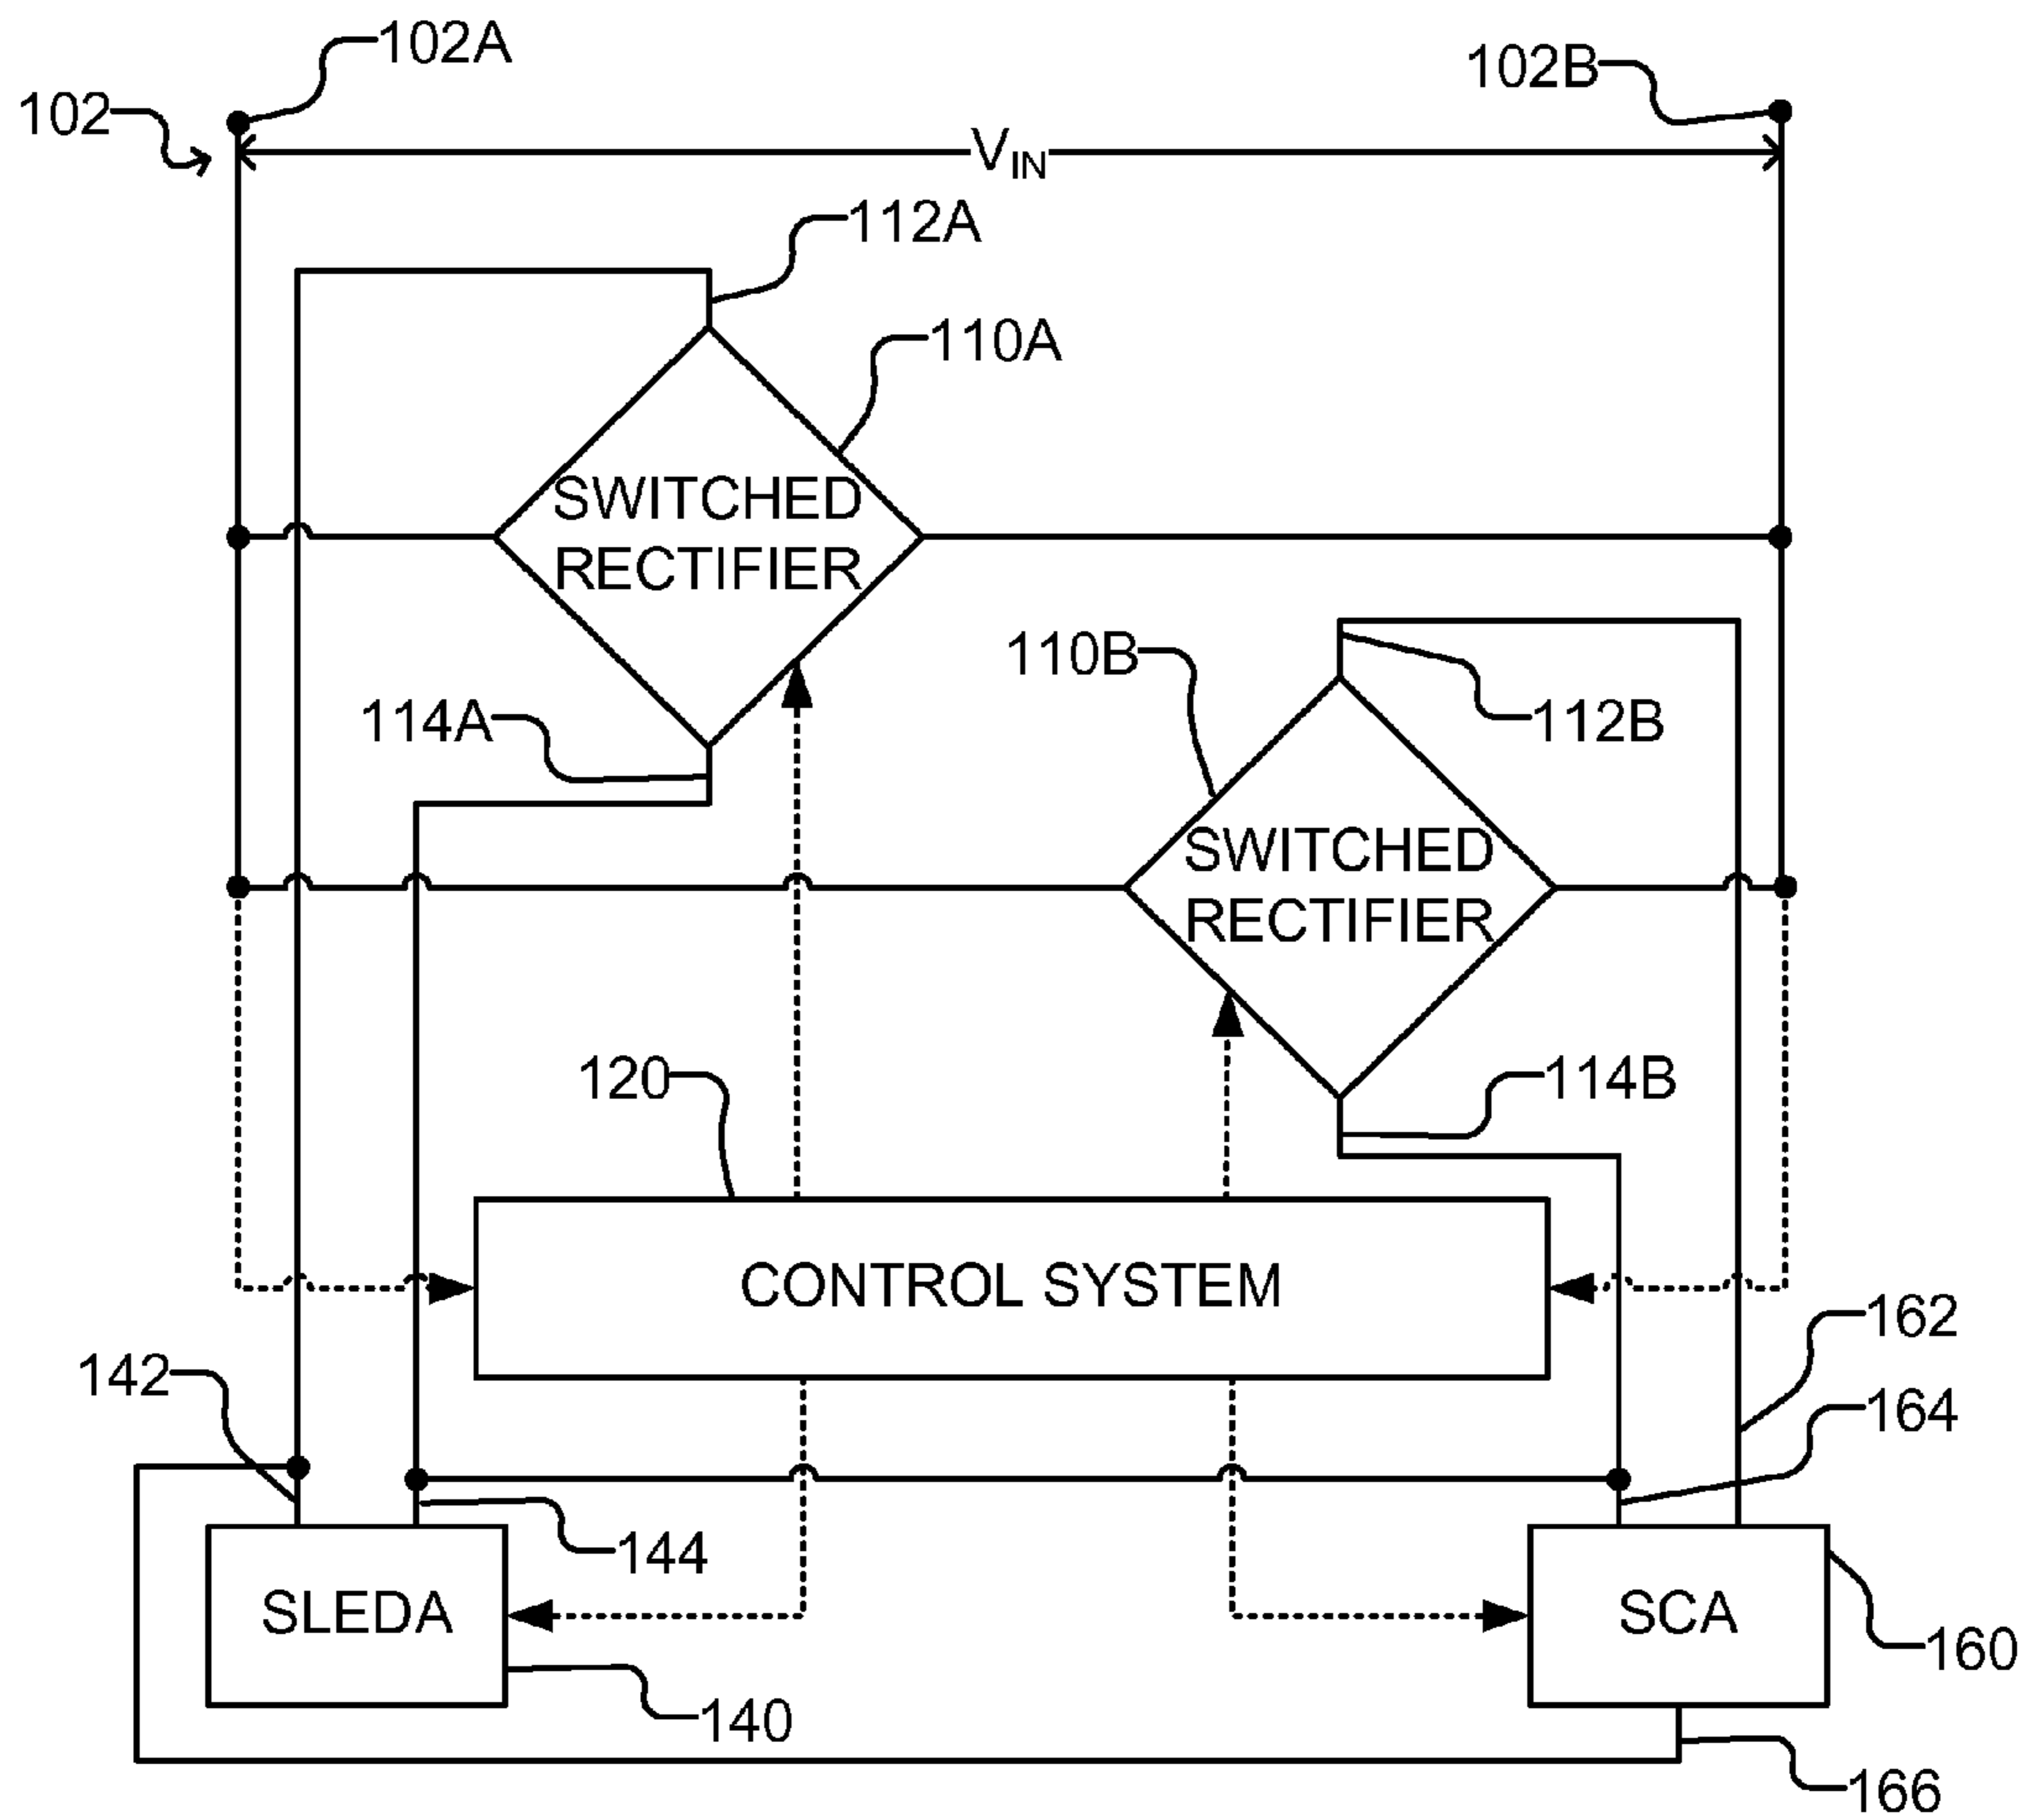 102A
102B
102
VIN
112A
110A
SWITCHED
RECTIFIER
110B
112B
114A
SWITCHED
RECTIFIER
120
114B
CONTROL SYSTEM
162
142
164
144
SLEDA
SCA
160
140
166